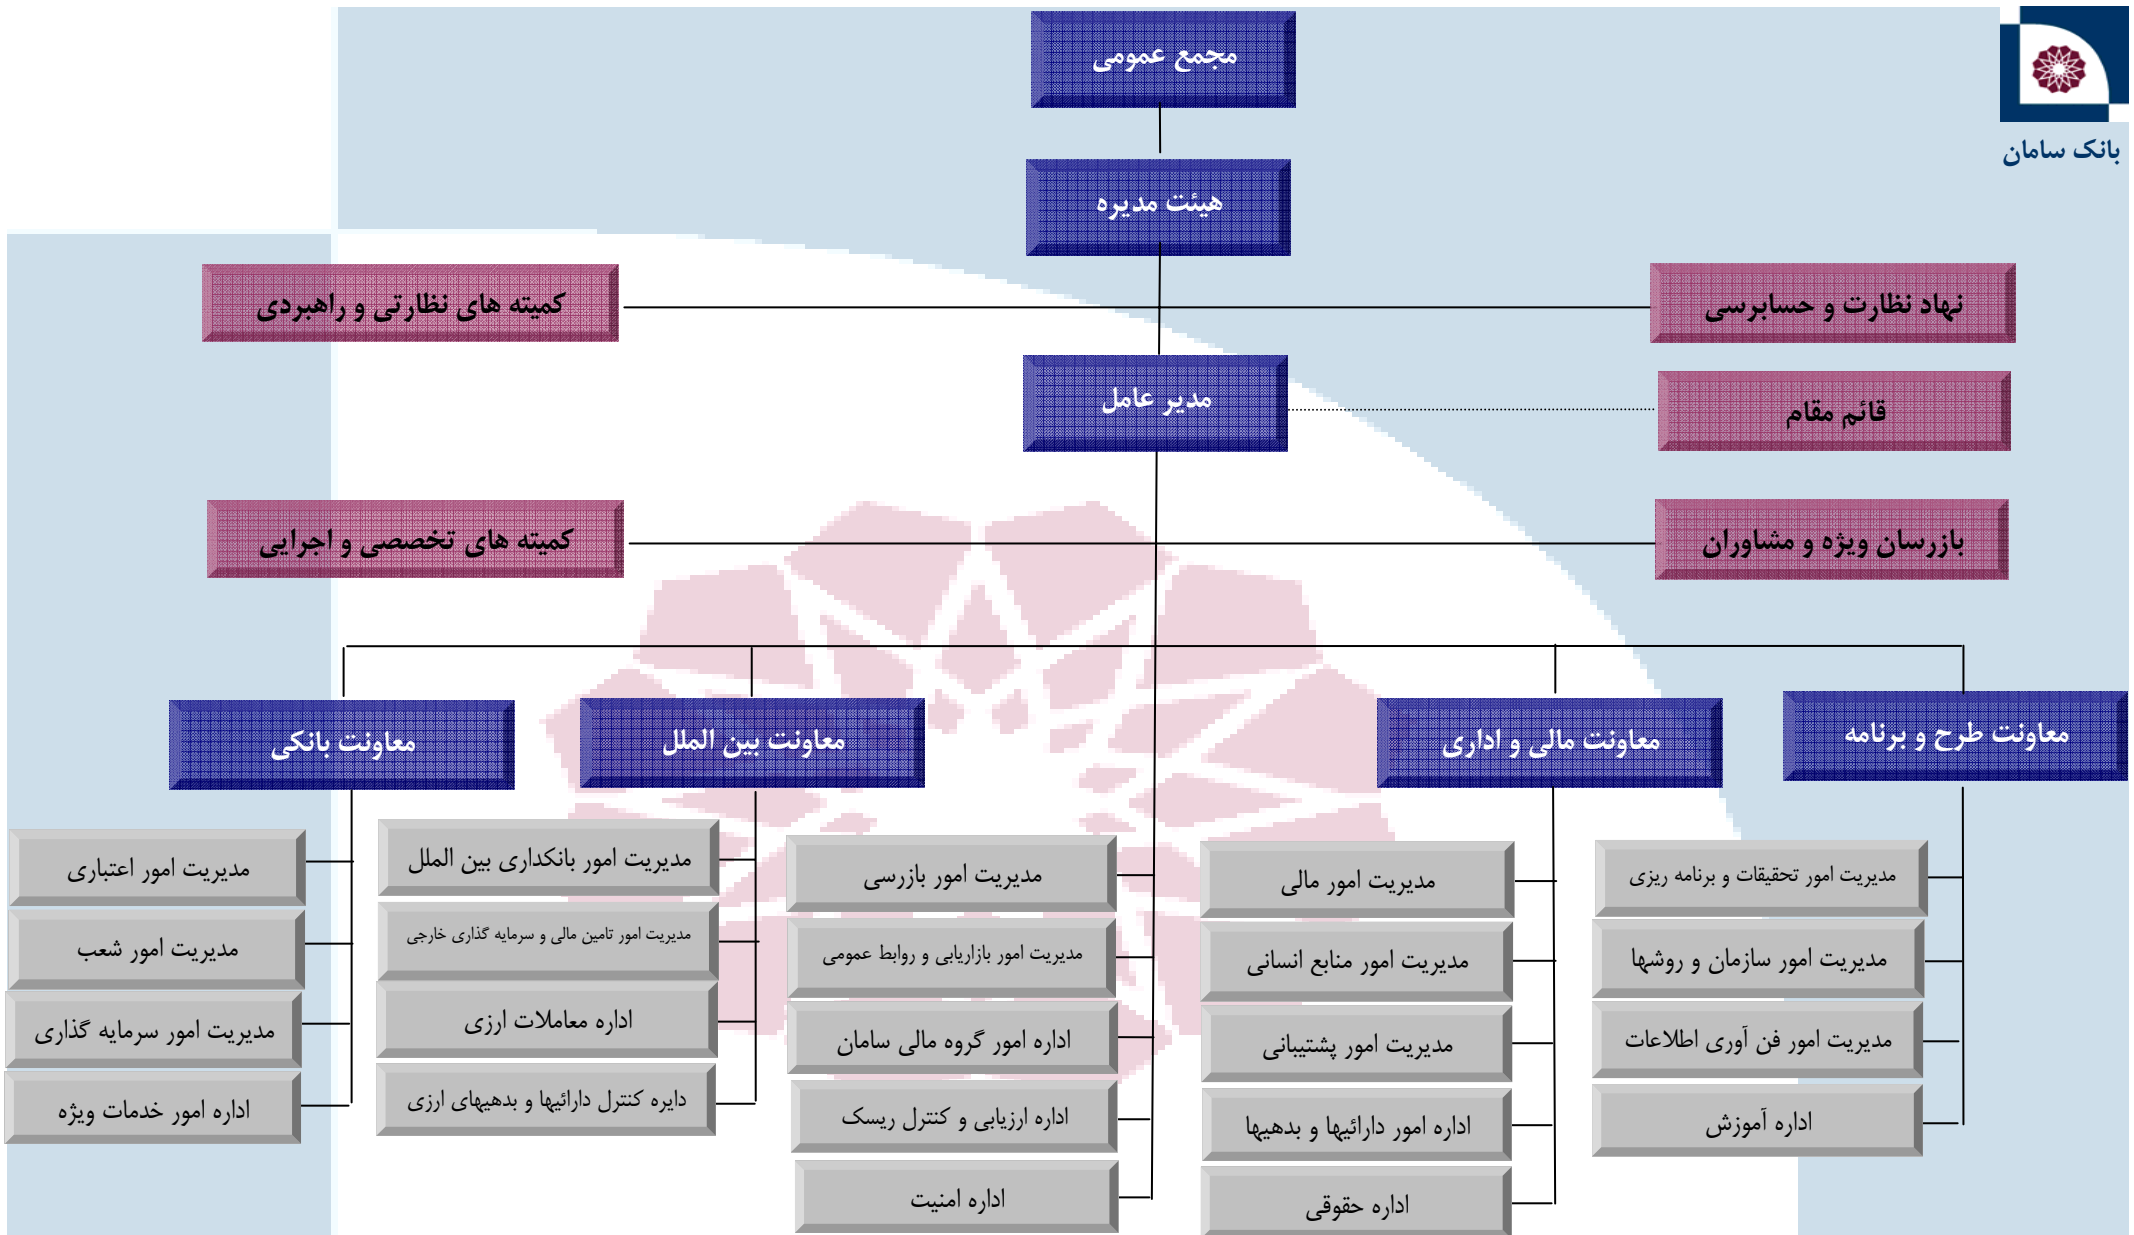 مجمع عمومی
بانک سامان
هیئت مدیره
نهاد نظارت و حسابرسی
کمیته های نظارتی و راهبردی
مدیر عامل
قائم مقام
بازرسان ویژه و مشاوران
کمیته های تخصصی و اجرایی
معاونت طرح و برنامه
معاونت مالی و اداری
معاونت بین الملل
معاونت بانکی
مدیریت امور تحقیقات و برنامه ریزی
مدیریت امور سازمان و روشها
مدیریت امور فن آوری اطلاعات
اداره آموزش
مدیریت امور مالی
مدیریت امور منابع انسانی
مدیریت امور پشتیبانی
اداره امور دارائیها و بدهیها
اداره حقوقی
مدیریت امور بازرسی
مدیریت امور بازاریابی و روابط عمومی
اداره امور گروه مالی سامان
اداره ارزیابی و کنترل ریسک
اداره امنیت
مدیریت امور بانکداری بین الملل
مدیریت امور تامین مالی و سرمایه گذاری خارجی
اداره معاملات ارزی
دایره کنترل دارائیها و بدهیهای ارزی
مدیریت امور اعتباری
مدیریت امور شعب
مدیریت امور سرمایه گذاری
اداره امور خدمات ویژه